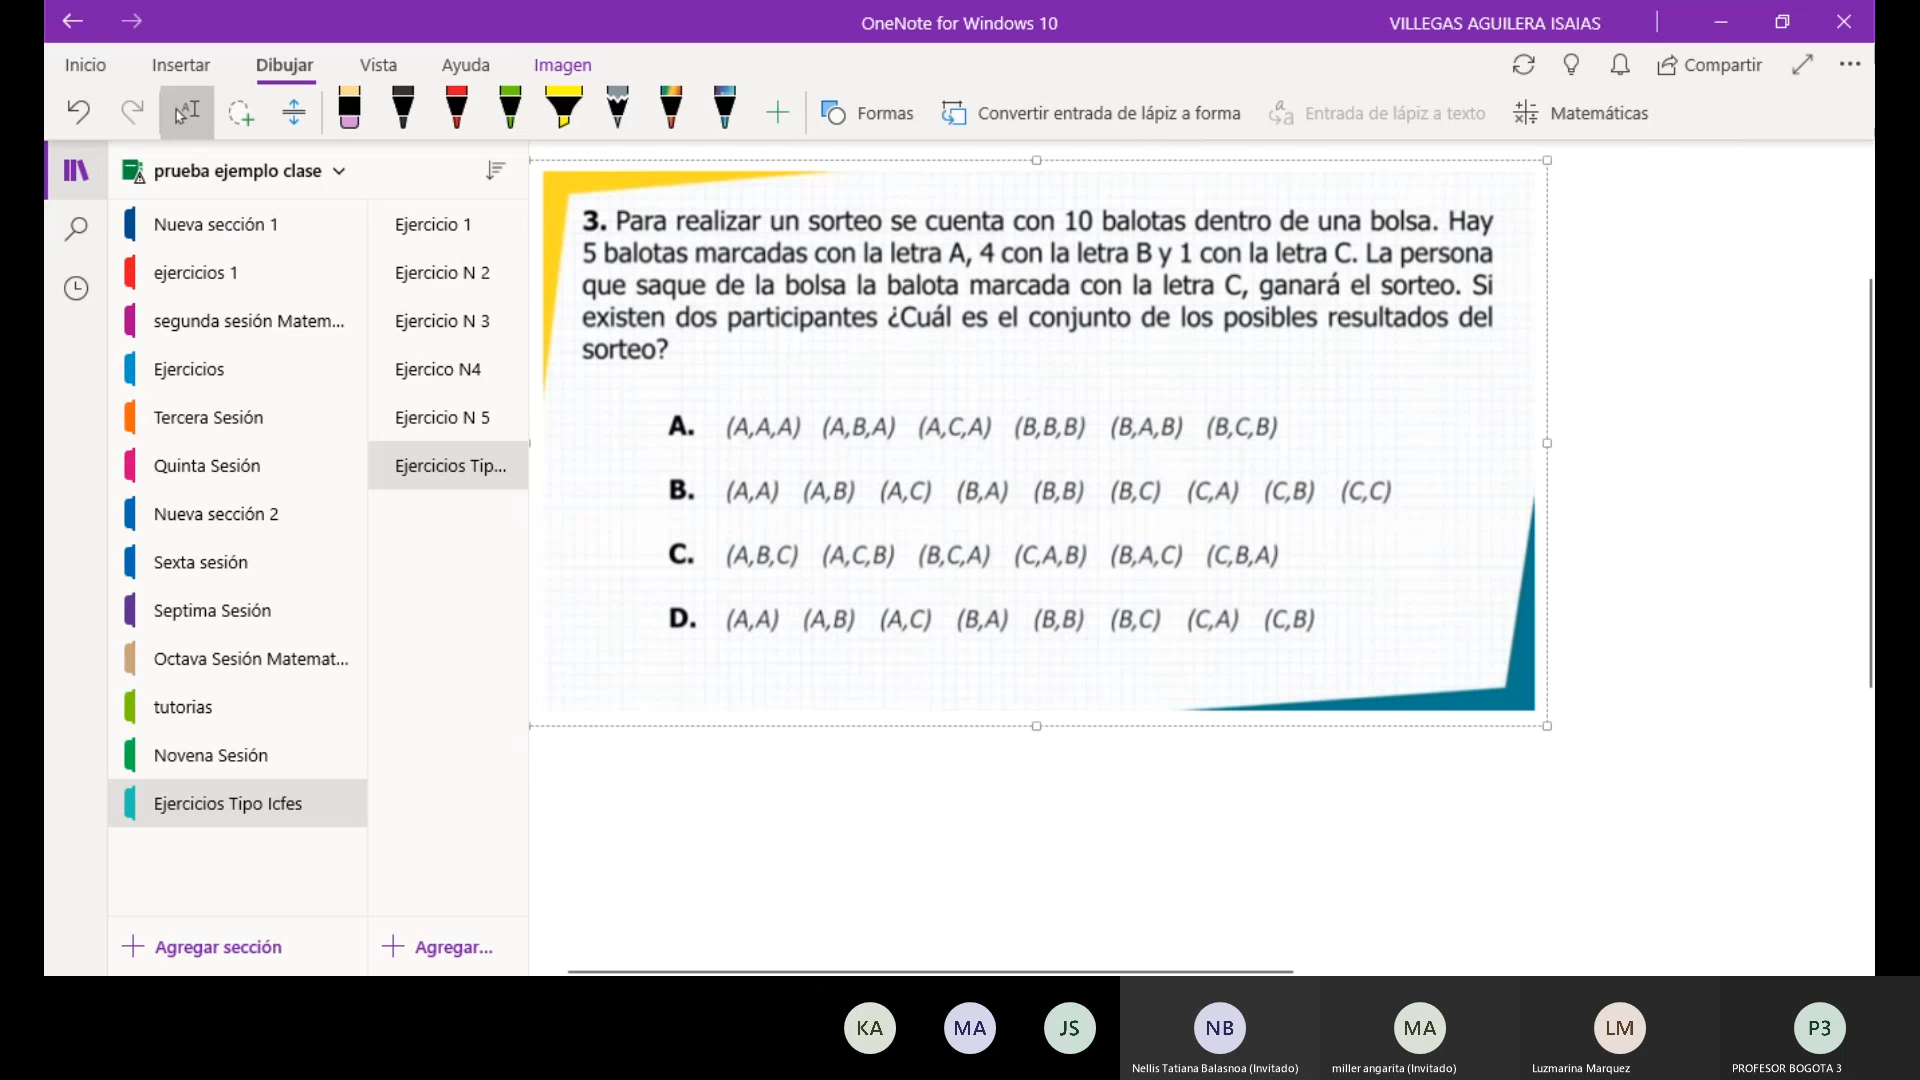 OneNote for Windows 10
VILLEGAS AGUILERA ISAIAS
Inicio Insertar Dibujar Vista Ayuda Imagen
Compartir
Formas Convertir entrada de lápiz a forma Entrada de lápiz a texto Matemáticas
prueba ejemplo clase
Nueva sección 1
ejercicios 1
segunda sesión Matem...
Ejercicios
Tercera Sesión
Quinta Sesión
Nueva sección 2
Sexta sesión
Septima Sesión
Octava Sesión Matemat...
tutorias
Novena Sesión
Ejercicios Tipo Icfes
Agregar sección
Ejercicio 1
Ejercicio N 2
Ejercicio N 3
Ejercico N4
Ejercicio N 5
Ejercicios Tip...
Agregar...
3. Para realizar un sorteo se cuenta con 10 balotas dentro de una bolsa. Hay
5 balotas marcadas con la letra A, 4 con la letra B y 1 con la letra C. La persona
que saque de la bolsa la balota marcada con la letra C, ganará el sorteo. Si
existen dos participantes ¿Cuál es el conjunto de los posibles resultados del
sorteo?
A. (A,A,A) (A,B,A) (A,C,A) (B,B,B) (B,A,B) (B,C,B)
B. (A,A) (A,B) (A,C) (B,A) (B,B) (B,C) (C,A) (C,B) (C,C)
C. (A,B,C) (A,C,B) (B,C,A) (C,A,B) (B,A,C) (C,B,A)
D. (A,A) (A,B) (A,C) (B,A) (B,B) (B,C) (C,A) (C,B)
KA MA JS NB MA LM P3
Nellis Tatiana Balasnoa (Invitado) miller angarita (Invitado) Luzmarina Marquez PROFESOR BOGOTA 3